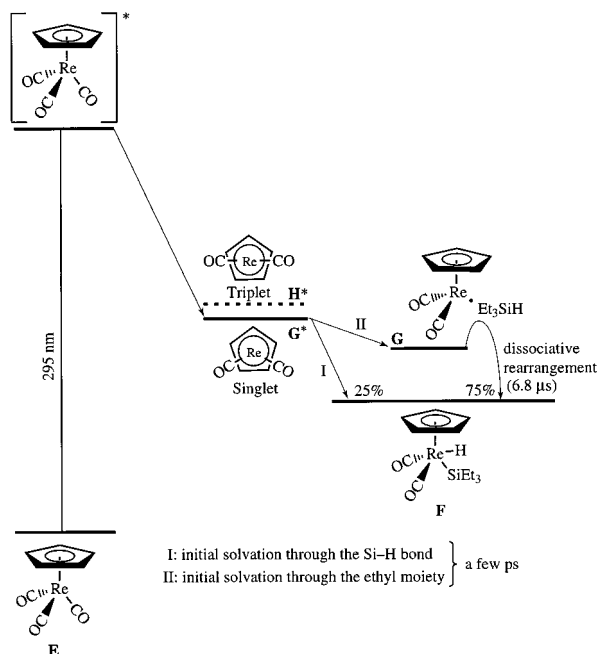 *
Re
OC
OC
CO
295 nm
OC Re CO
Triplet H*
G*
Re
OC CO
Singlet
II
I
Re
OC
OC
Et₃SiH
G
dissociative
rearrangement
(6.8 μs)
25% 75%
Re–H
OC
OC
SiEt₃
F
I: initial solvation through the Si–H bond
II: initial solvation through the ethyl moiety
a few ps
Re
OC
OC
CO
E